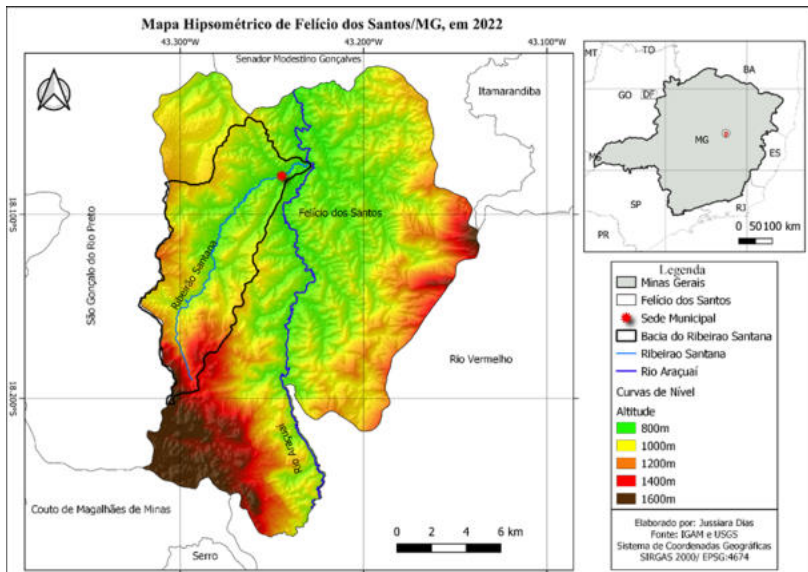 Mapa Hipsométrico de Felício dos Santos/MG, em 2022
43.300°W
43.200°W
43.100°W
Senador Modestino Gonçalves
Itamarandiba
18.100°S
São Gonçalo do Rio Preto
Felício dos Santos
Ribeirão Santana
Rio Vermelho
18.200°S
Rio Araçuaí
Couto de Magalhães de Minas
Serro
0 2 4 6 km
MT
TO
BA
GO
DF
MG
MS
ES
SP
RJ
PR
0 50 100 km
Legenda
Minas Gerais
Felício dos Santos
Sede Municipal
Bacia do Ribeirao Santana
Ribeirao Santana
Rio Araçuaí
Curvas de Nível
Altitude
800m
1000m
1200m
1400m
1600m
Elaborado por: Jussiara Dias
Fonte: IGAM e USGS
Sistema de Coordenadas Geográficas
SIRGAS 2000/ EPSG:4674